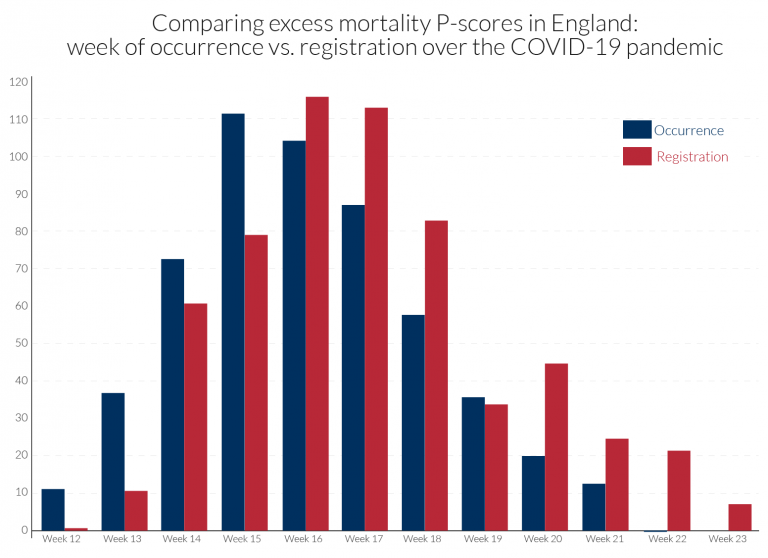 Comparing excess mortality P-scores in England:
week of occurrence vs. registration over the COVID-19 pandemic
120
110
100
90
80
70
60
50
40
30
20
10
0
Occurrence
Registration
Week 12
Week 13
Week 14
Week 15
Week 16
Week 17
Week 18
Week 19
Week 20
Week 21
Week 22
Week 23